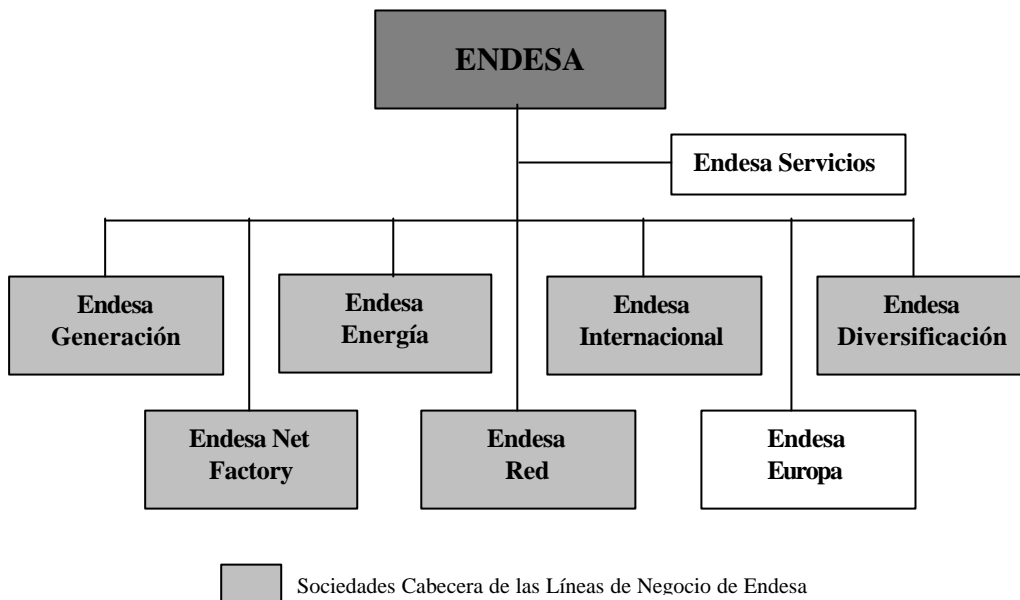 ENDESA
Endesa Servicios
Endesa
Generación
Endesa
Energía
Endesa
Internacional
Endesa
Diversificación
Endesa Net
Factory
Endesa
Red
Endesa
Europa
Sociedades Cabecera de las Líneas de Negocio de Endesa